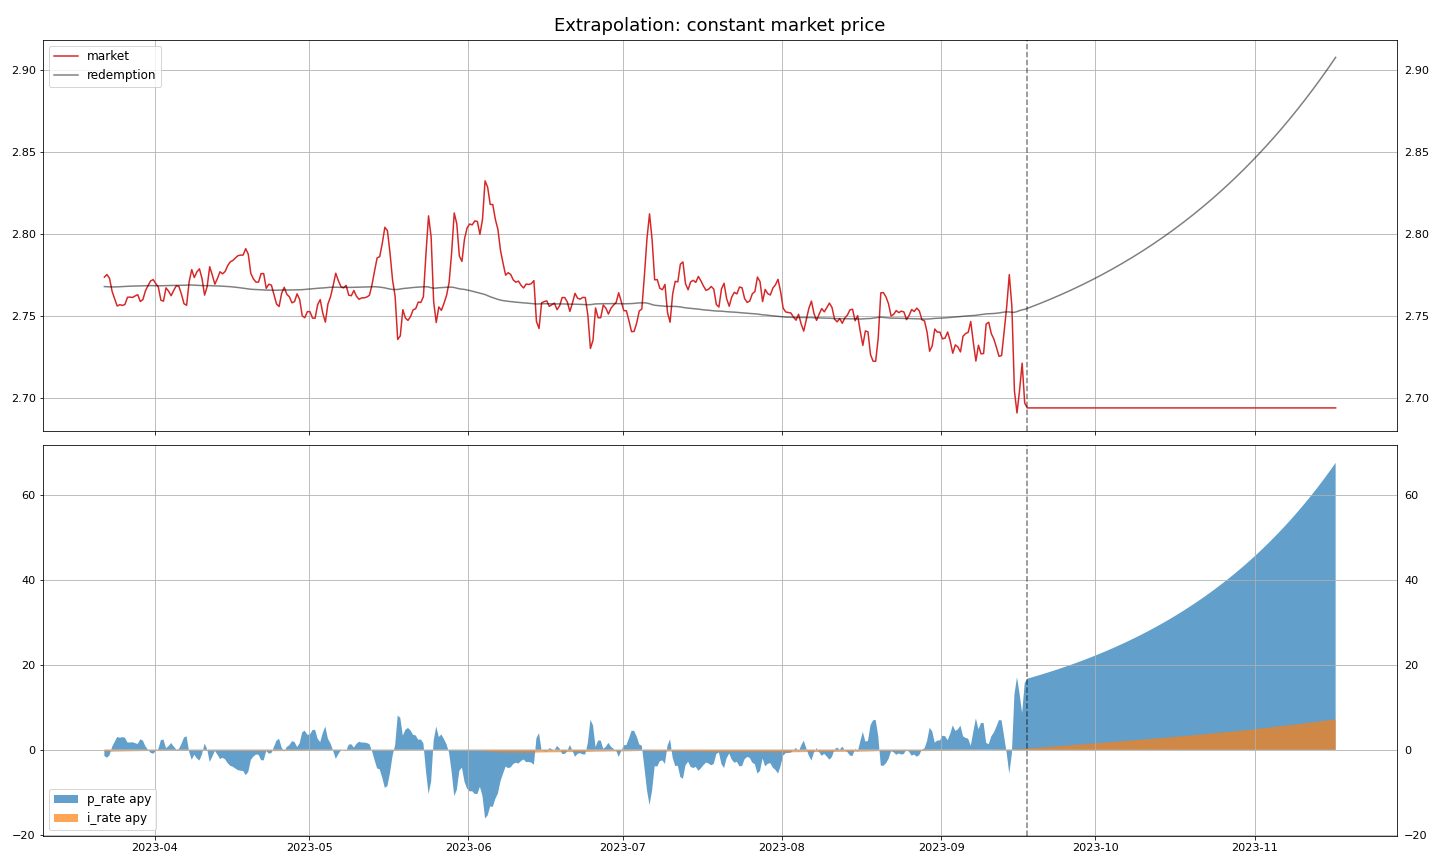 Extrapolation: constant market price
market
redemption
2.90 2.90
2.85 2.85
2.80 2.80
2.75 2.75
2.70 2.70
60 60
40 40
20 20
0 0
p_rate apy
i_rate apy
−20 −20
2023-04 2023-05 2023-06 2023-07 2023-08 2023-09 2023-10 2023-11